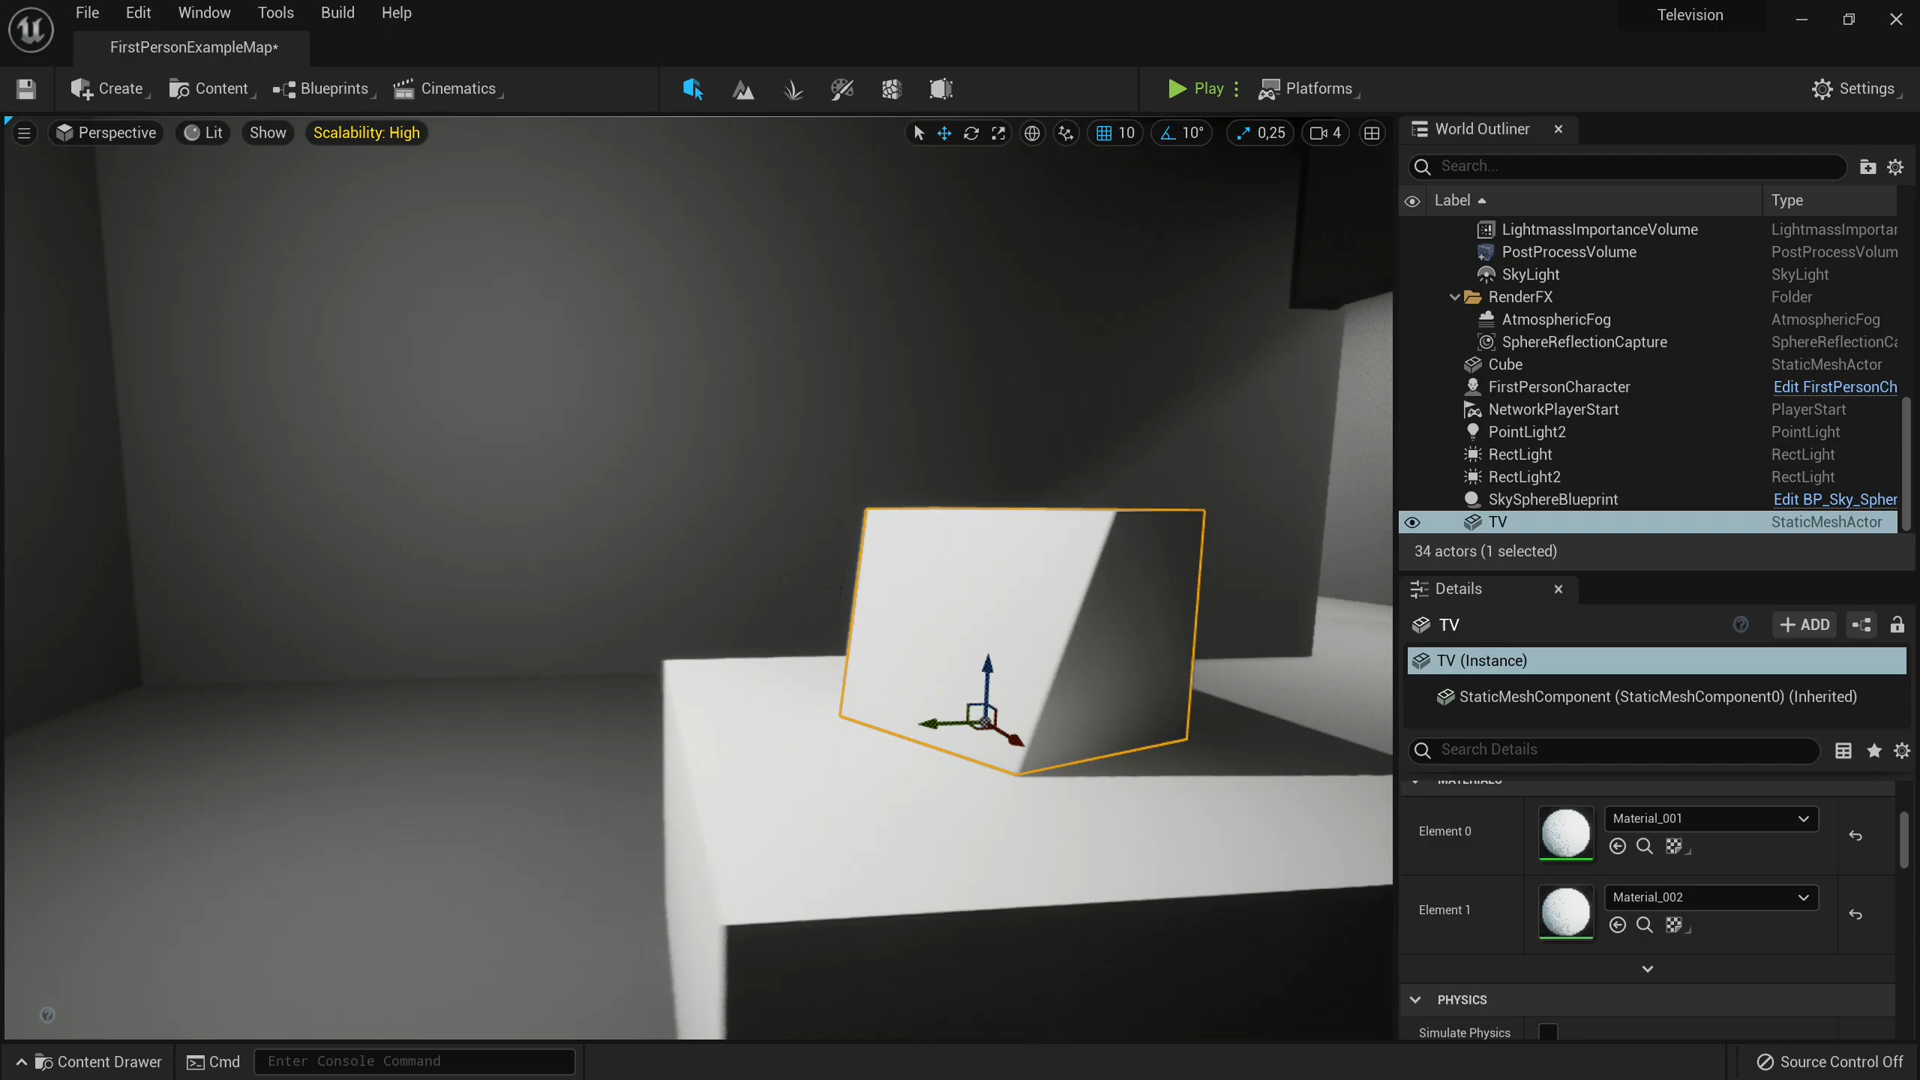 File Edit Window Tools Build Help
Television
FirstPersonExampleMap*
Create Content Blueprints Cinematics Play Platforms Settings
Perspective Lit Show Scalability: High 10 10° 0,25 4
World Outliner
Search...
Label Type
LightmassImportanceVolume LightmassImportan
PostProcessVolume PostProcessVolum
SkyLight SkyLight
RenderFX Folder
AtmosphericFog AtmosphericFog
SphereReflectionCapture SphereReflectionCa
Cube StaticMeshActor
FirstPersonCharacter Edit FirstPersonCh
NetworkPlayerStart PlayerStart
PointLight2 PointLight
RectLight RectLight
RectLight2 RectLight
SkySphereBlueprint Edit BP_Sky_Spher
TV StaticMeshActor
34 actors (1 selected)
Details
TV + ADD
TV (Instance)
StaticMeshComponent (StaticMeshComponent0) (Inherited)
Search Details
MATERIALS
Element 0 Material_001
Element 1 Material_002
PHYSICS
Simulate Physics
Content Drawer Cmd Enter Console Command Source Control Off